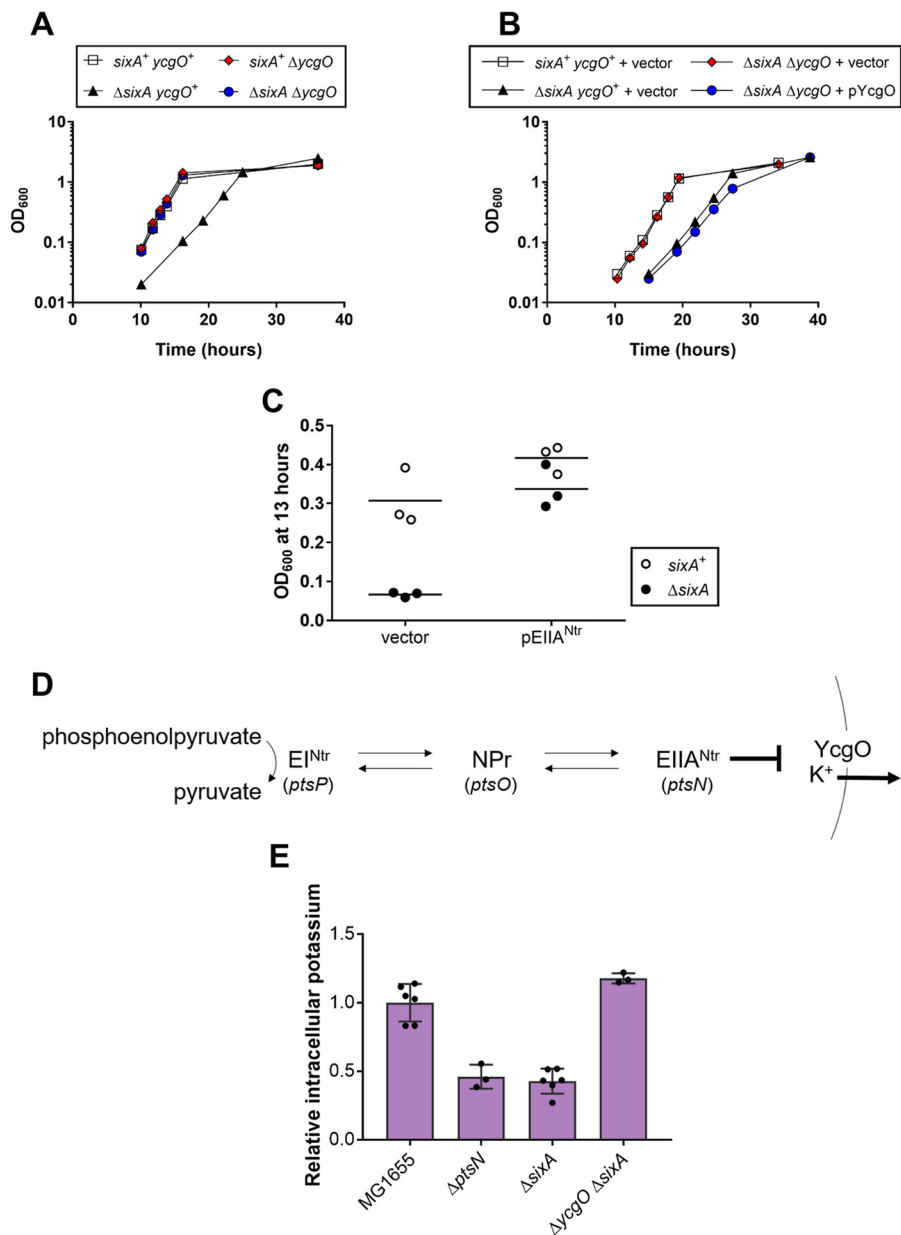 A
sixA⁺ ycgO⁺
sixA⁺ ΔycgO
ΔsixA ycgO⁺
ΔsixA ΔycgO
10
1
0.1
0.01
OD₆₀₀
0 10 20 30 40
Time (hours)
B
sixA⁺ ycgO⁺ + vector
ΔsixA ΔycgO + vector
ΔsixA ycgO⁺ + vector
ΔsixA ΔycgO + pYcgO
10
1
0.1
0.01
OD₆₀₀
0 10 20 30 40
Time (hours)
C
0.5
0.4
0.3
0.2
0.1
0.0
OD₆₀₀ at 13 hours
vector pEIIAᴺᵗʳ
sixA⁺
ΔsixA
D
phosphoenolpyruvate
pyruvate
EIᴺᵗʳ
(ptsP)
NPr
(ptsO)
EIIAᴺᵗʳ
(ptsN)
YcgO
K⁺
E
1.5
1.0
0.5
0.0
Relative intracellular potassium
MG1655
ΔptsN
ΔsixA
ΔycgO ΔsixA